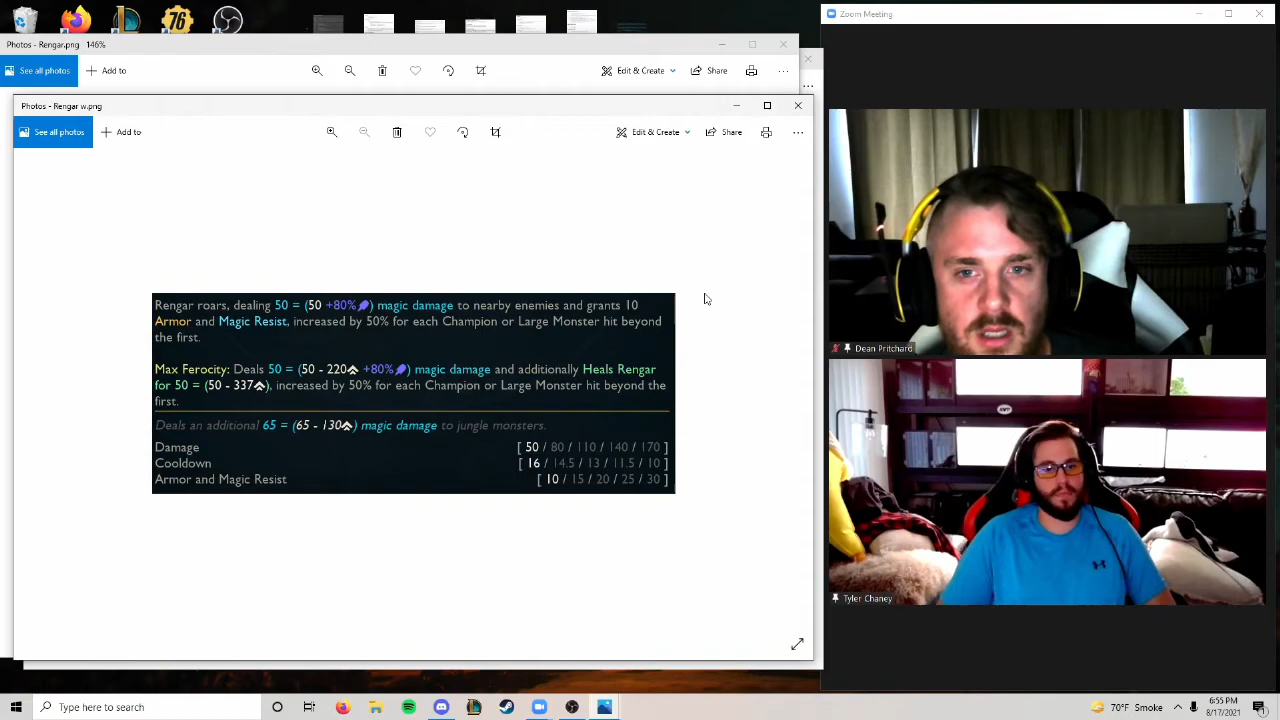 76
Photos - Rengar.png 146%
See all photos
Add to
Edit & Create
Share
Photos - Rengar w.png
See all photos
Add to
Edit & Create
Share
Rengar roars, dealing 50 = (50 +80%) magic damage to nearby enemies and grants 10
Armor and Magic Resist, increased by 50% for each Champion or Large Monster hit beyond
the first.
Max Ferocity: Deals 50 = (50 - 220 +80%) magic damage and additionally Heals Rengar
for 50 = (50 - 337), increased by 50% for each Champion or Large Monster hit beyond the
first.
Deals an additional 65 = (65 - 130) magic damage to jungle monsters.
Damage [ 50 / 80 / 110 / 140 / 170 ]
Cooldown [ 16 / 14.5 / 13 / 11.5 / 10 ]
Armor and Magic Resist [ 10 / 15 / 20 / 25 / 30 ]
Zoom Meeting
Dean Pritchard
Tyler Chaney
Type here to search
70°F Smoke
6:55 PM
8/17/2021